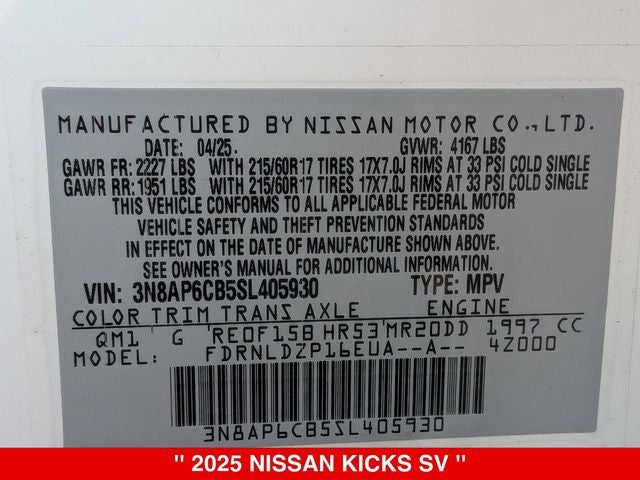 MANUFACTURED BY NISSAN MOTOR CO.,LTD.
DATE: 04/25 GVWR: 4167 LBS
GAWR FR: 2227 LBS WITH 215/60R17 TIRES 17X7.0J RIMS AT 33 PSI COLD SINGLE
GAWR RR: 1951 LBS WITH 215/60R17 TIRES 17X7.0J RIMS AT 33 PSI COLD SINGLE
THIS VEHICLE CONFORMS TO ALL APPLICABLE FEDERAL MOTOR
VEHICLE SAFETY AND THEFT PREVENTION STANDARDS
IN EFFECT ON THE DATE OF MANUFACTURE SHOWN ABOVE.
SEE OWNER'S MANUAL FOR ADDITIONAL INFORMATION.
VIN: 3N8AP6CB5SL405930 TYPE: MPV
COLOR TRIM TRANS AXLE ENGINE
QM1 G RE0F15B HR53 MR20DD 1997 CC
MODEL: FDRNLDZP16EUA--A-- 4Z000
3N8AP6CB5SL405930
" 2025 NISSAN KICKS SV "